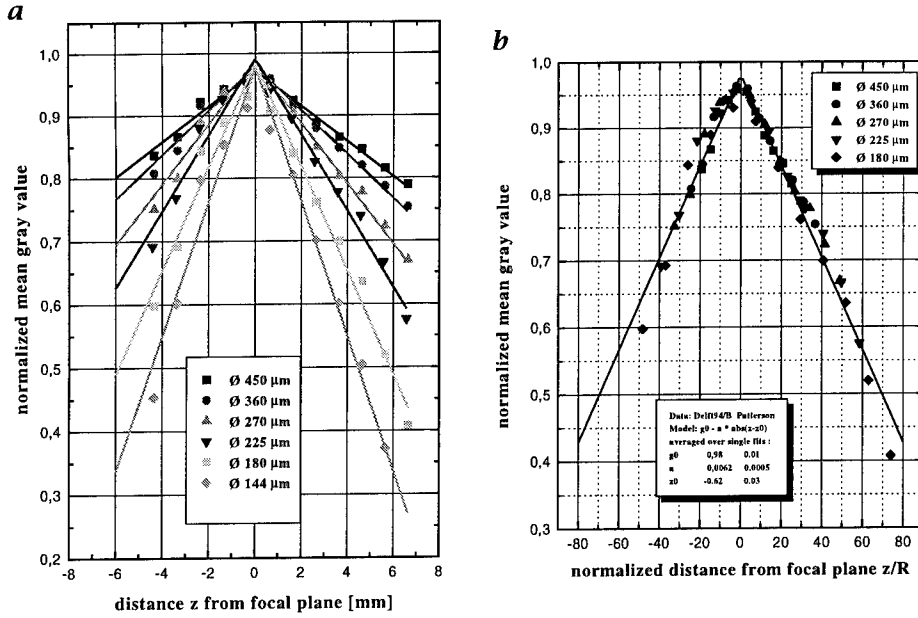 a
normalized mean gray value
1,0
0,9
0,8
0,7
0,6
0,5
0,4
0,3
0,2
-8 -6 -4 -2 0 2 4 6 8
distance z from focal plane [mm]
Ø 450 µm
Ø 360 µm
Ø 270 µm
Ø 225 µm
Ø 180 µm
Ø 144 µm
b
normalized mean gray value
1,0
0,9
0,8
0,7
0,6
0,5
0,4
0,3
-80 -60 -40 -20 0 20 40 60 80
normalized distance from focal plane z/R
Ø 450 µm
Ø 360 µm
Ø 270 µm
Ø 225 µm
Ø 180 µm
Data: Delft94/B Patterson
Model: g0 - a * abs(z-z0)
averaged over single fits :
g0 0,98 0.01
a 0,0062 0,0005
z0 -0.62 0.03